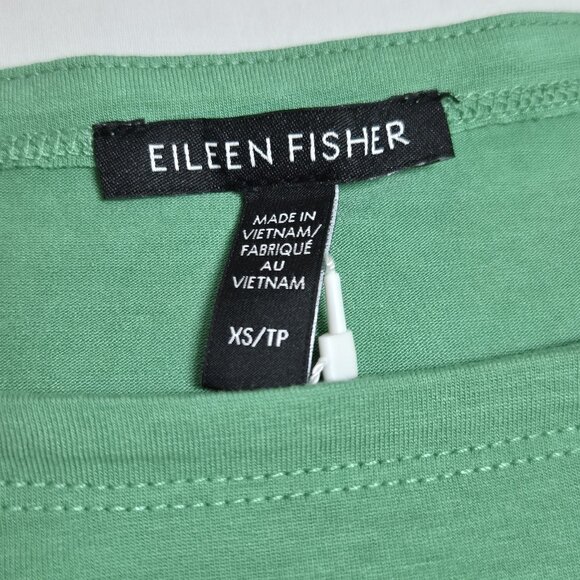 EILEEN FISHER
MADE IN
VIETNAM/
FABRIQUÉ
AU
VIETNAM
XS/TP